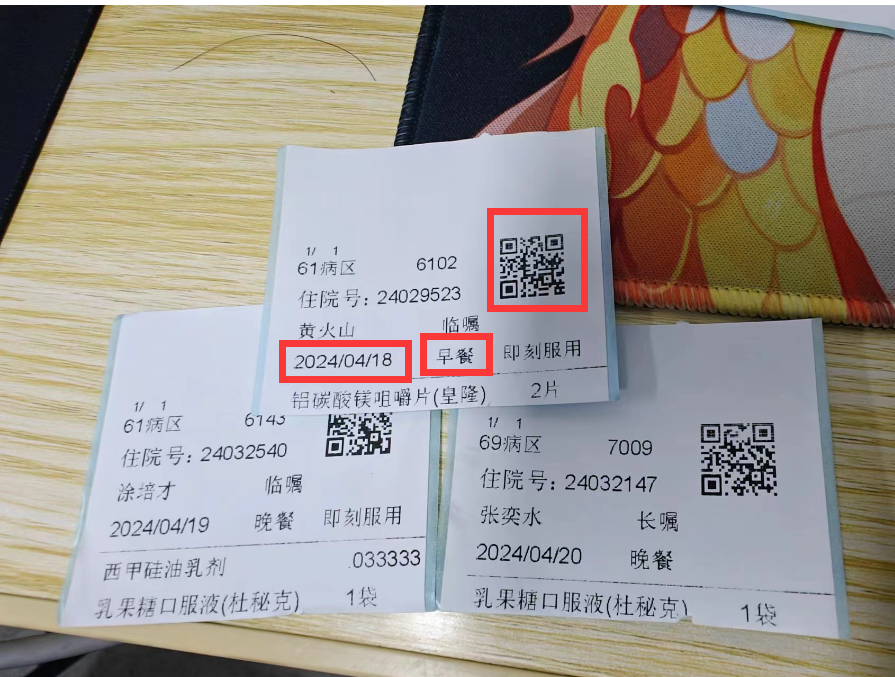 1/ 1
61病区 6102
住院号: 24029523
黄火山 临嘱
2024/04/18 早餐 即刻服用
铝碳酸镁咀嚼片(皇隆) 2片
1/ 1
61病区 6143
住院号: 24032540
涂培才 临嘱
2024/04/19 晚餐 即刻服用
西甲硅油乳剂 .033333
乳果糖口服液(杜秘克) 1袋
1/ 1
69病区 7009
住院号: 24032147
张奕水 长嘱
2024/04/20 晚餐
乳果糖口服液(杜秘克) 1袋